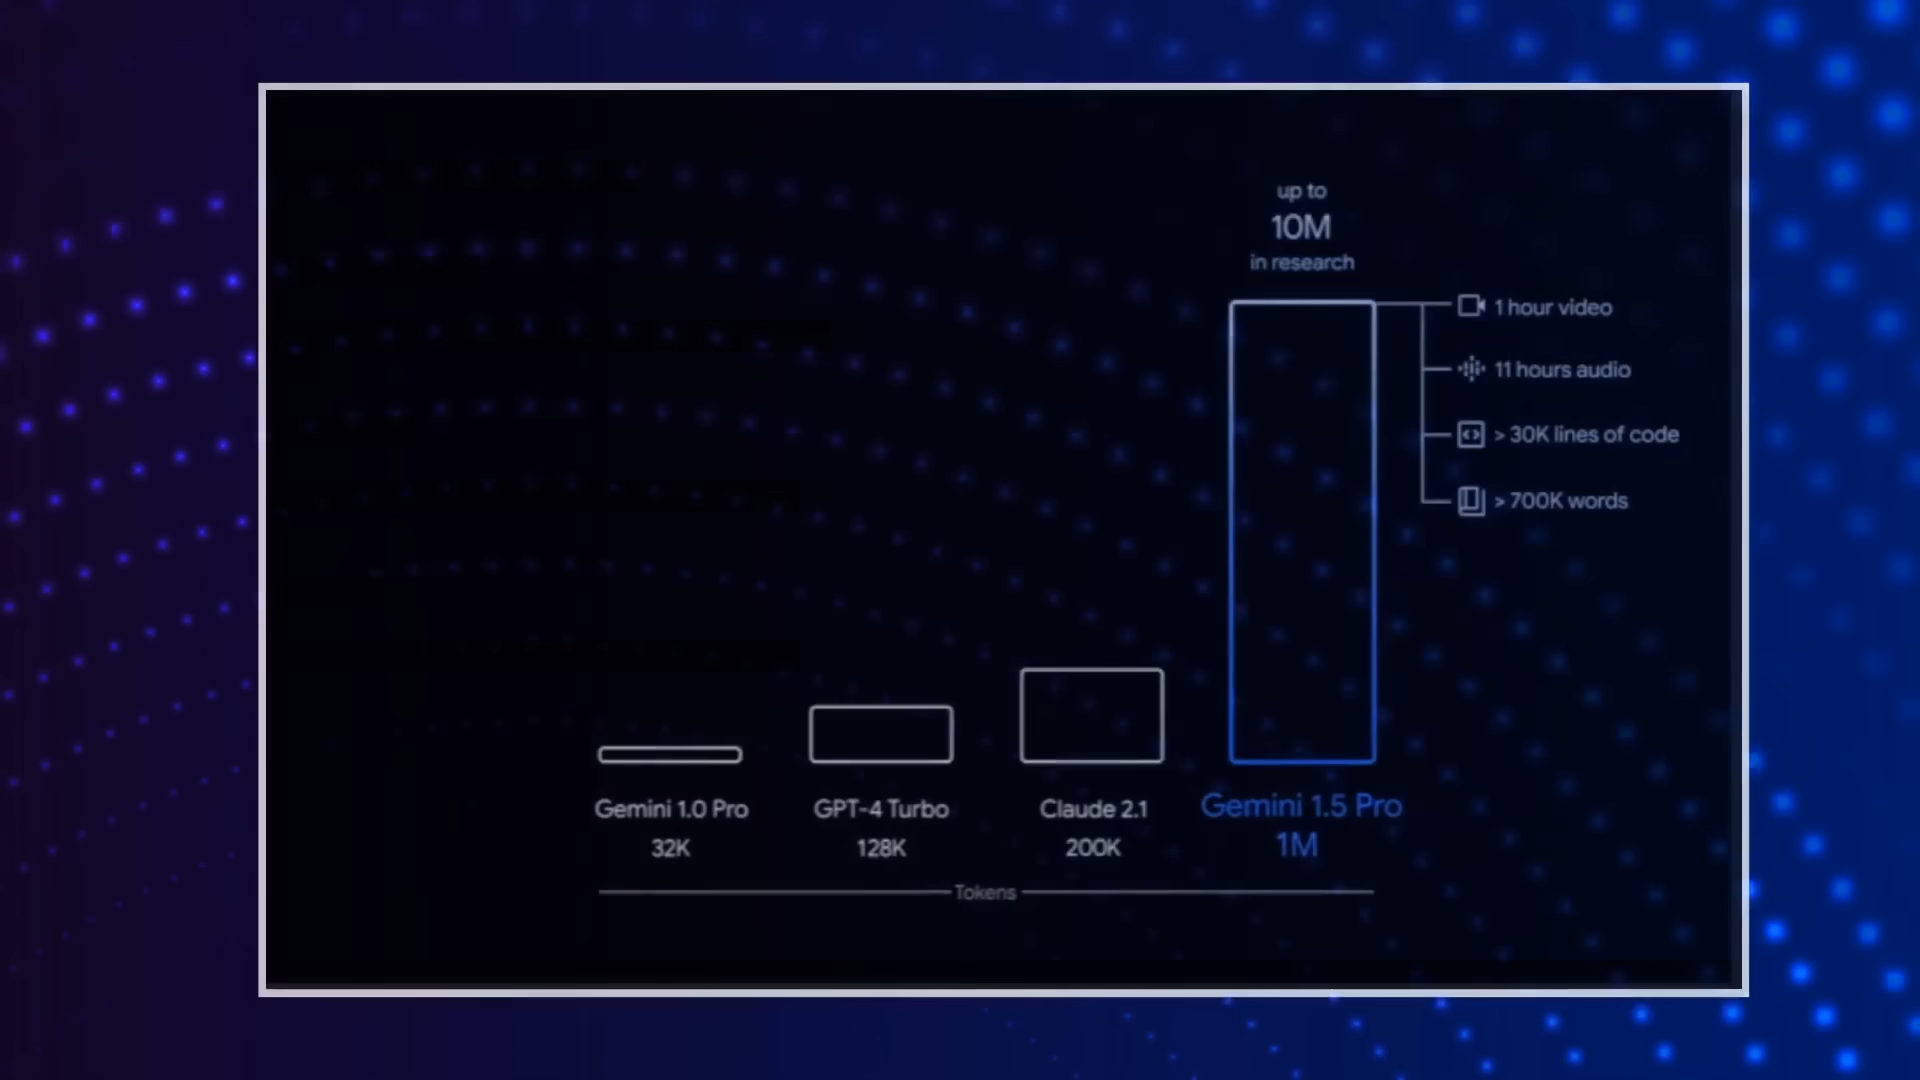 up to
10M
in research
1 hour video
11 hours audio
> 30K lines of code
> 700K words
Gemini 1.0 Pro
32K
GPT-4 Turbo
128K
Claude 2.1
200K
Gemini 1.5 Pro
1M
Tokens